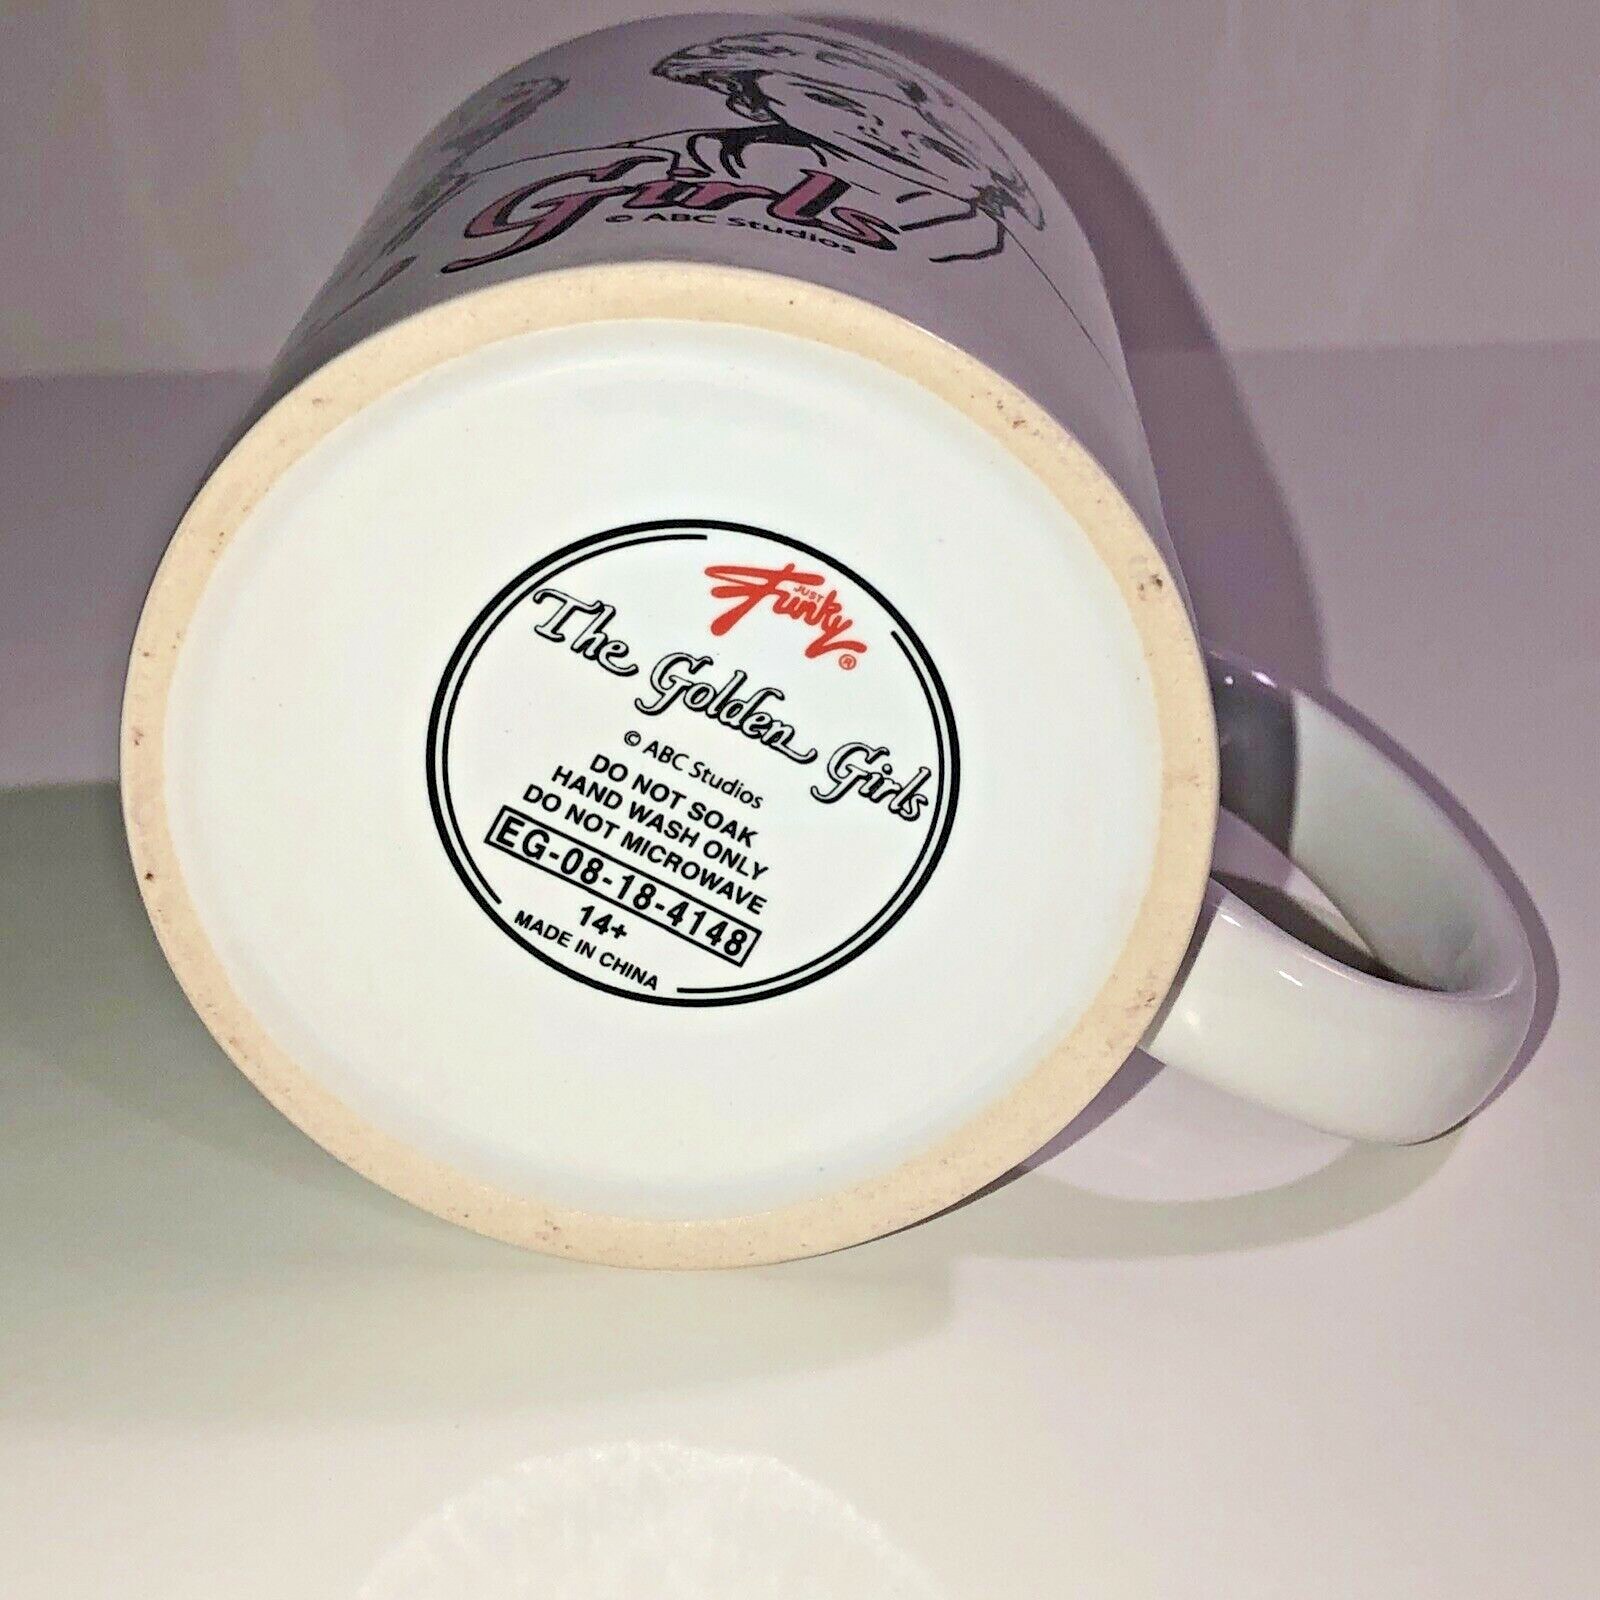 Girls
© ABC Studios
JUST
Funky®
The Golden Girls
© ABC Studios
DO NOT SOAK
HAND WASH ONLY
DO NOT MICROWAVE
EG-08-18-4148
14+
MADE IN CHINA